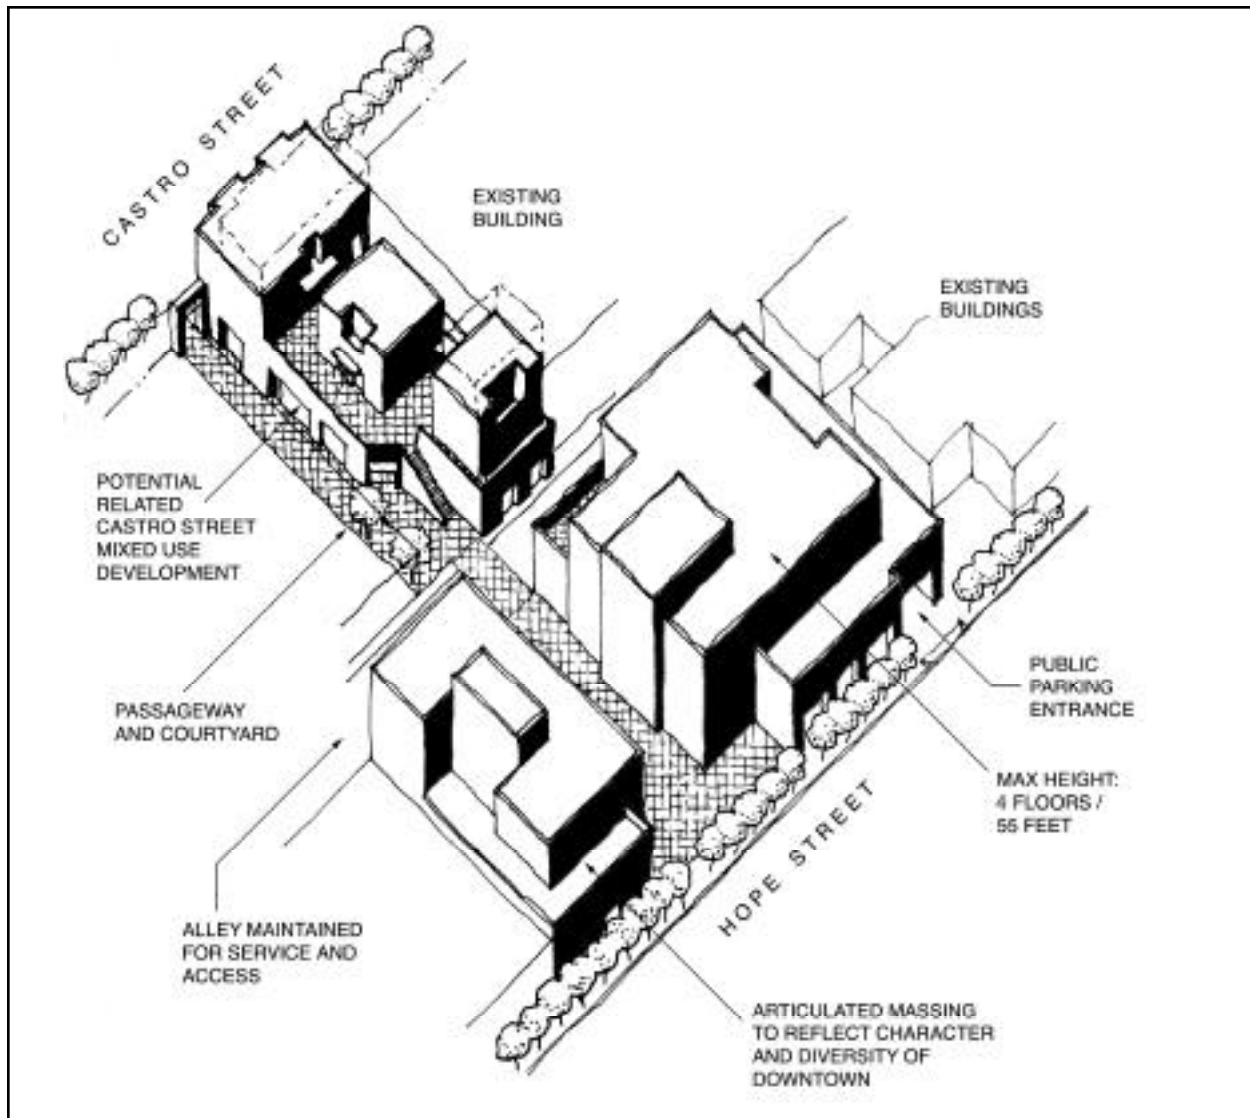 CASTRO STREET
EXISTING
BUILDING
EXISTING
BUILDINGS
POTENTIAL
RELATED
CASTRO STREET
MIXED USE
DEVELOPMENT
PASSAGEWAY
AND COURTYARD
PUBLIC
PARKING
ENTRANCE
MAX HEIGHT:
4 FLOORS /
55 FEET
HOPE STREET
ALLEY MAINTAINED
FOR SERVICE AND
ACCESS
ARTICULATED MASSING
TO REFLECT CHARACTER
AND DIVERSITY OF
DOWNTOWN